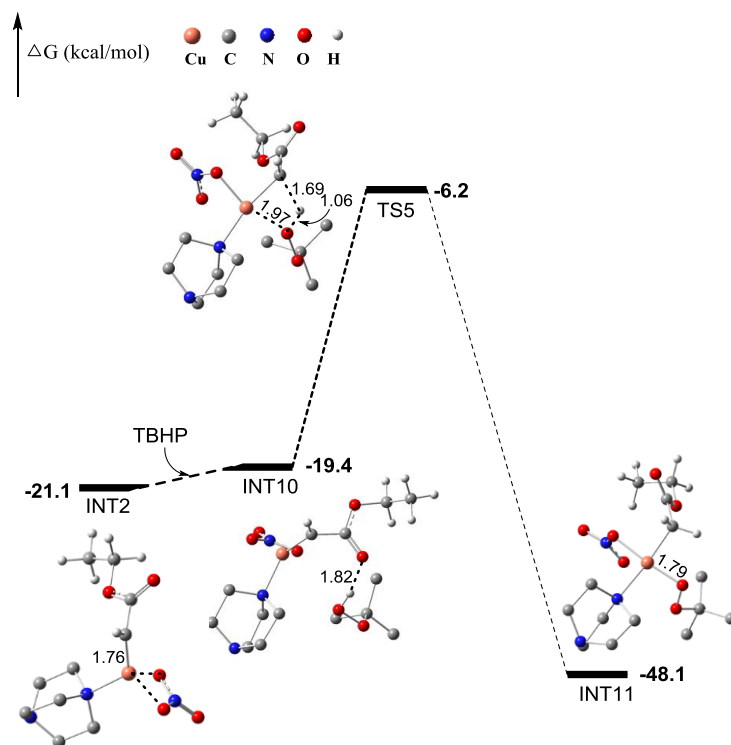 △G (kcal/mol)
Cu C N O H
1.69
1.06
1.97
TS5
-6.2
TBHP
-21.1
INT2
INT10
-19.4
1.82
1.76
1.79
INT11
-48.1